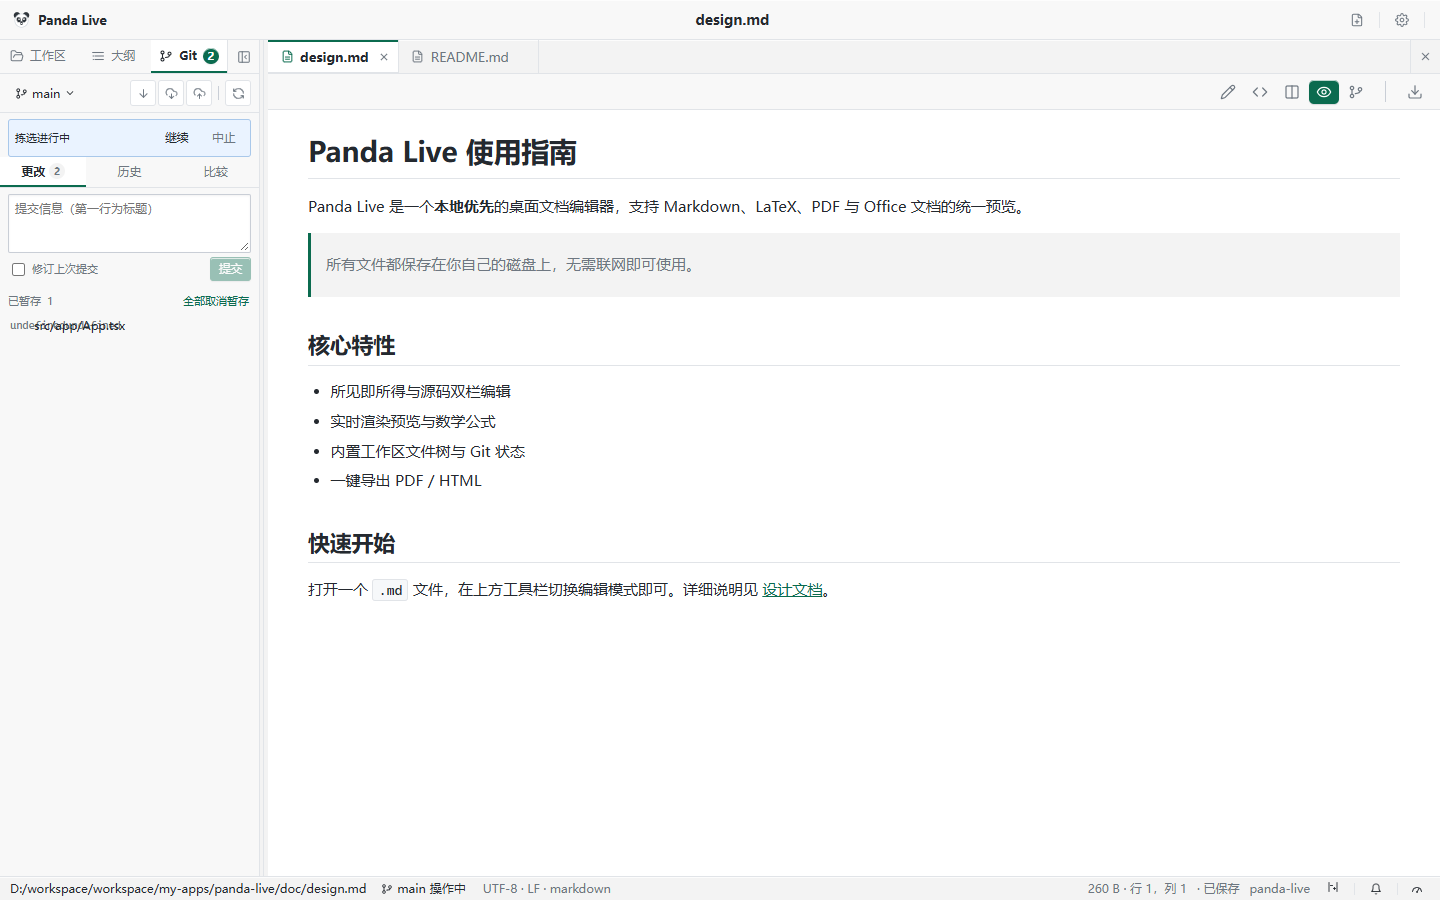 Panda Live
design.md
工作区
大纲
Git 2
design.md
README.md
main
拣选进行中
继续
中止
更改 2
历史
比较
提交信息（第一行为标题）
修订上次提交
提交
已暂存 1
全部取消暂存
src/app/App.tsx
Panda Live 使用指南
Panda Live 是一个本地优先的桌面文档编辑器，支持 Markdown、LaTeX、PDF 与 Office 文档的统一预览。
所有文件都保存在你自己的磁盘上，无需联网即可使用。
核心特性
所见即所得与源码双栏编辑
实时渲染预览与数学公式
内置工作区文件树与 Git 状态
一键导出 PDF / HTML
快速开始
打开一个 .md 文件，在上方工具栏切换编辑模式即可。详细说明见 设计文档。
D:/workspace/workspace/my-apps/panda-live/doc/design.md
main 操作中
UTF-8 · LF · markdown
260 B · 行 1，列 1 · 已保存
panda-live